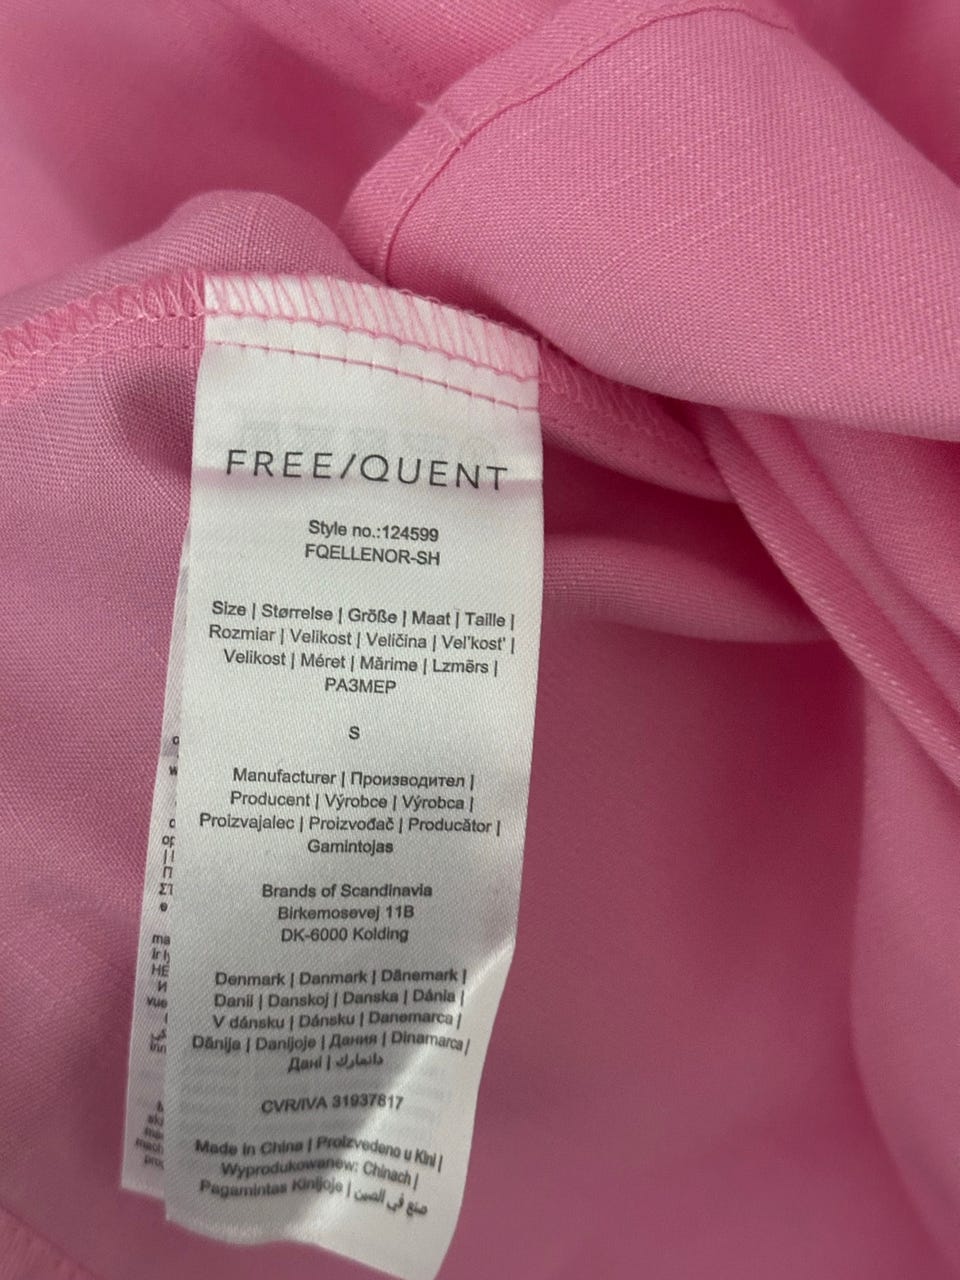 FREE/QUENT
Style no.:124599
FQELLENOR-SH
Size | Størrelse | Größe | Maat | Taille |
Rozmiar | Velikost | Veličina | Vel'kost' |
Velikost | Méret | Mărime | Lzmērs |
PA3MEP
S
Manufacturer | Производител |
Producent | Výrobce | Výrobca |
Proizvajalec | Proizvođač | Producător |
Gamintojas
Brands of Scandinavia
Birkemosevej 11B
DK-6000 Kolding
Denmark | Danmark | Dänemark |
Danii | Danskoj | Danska | Dánia |
V dánsku | Dánsku | Danemarca |
Dānija | Danijoje | Дания | Dinamarca |
Дані | دانمارك
CVR/IVA 31937817
Made in China | Proizvedeno u Kini |
Wyprodukowanew: Chinach |
Pagamintas Kinijoje | صنع في الصين